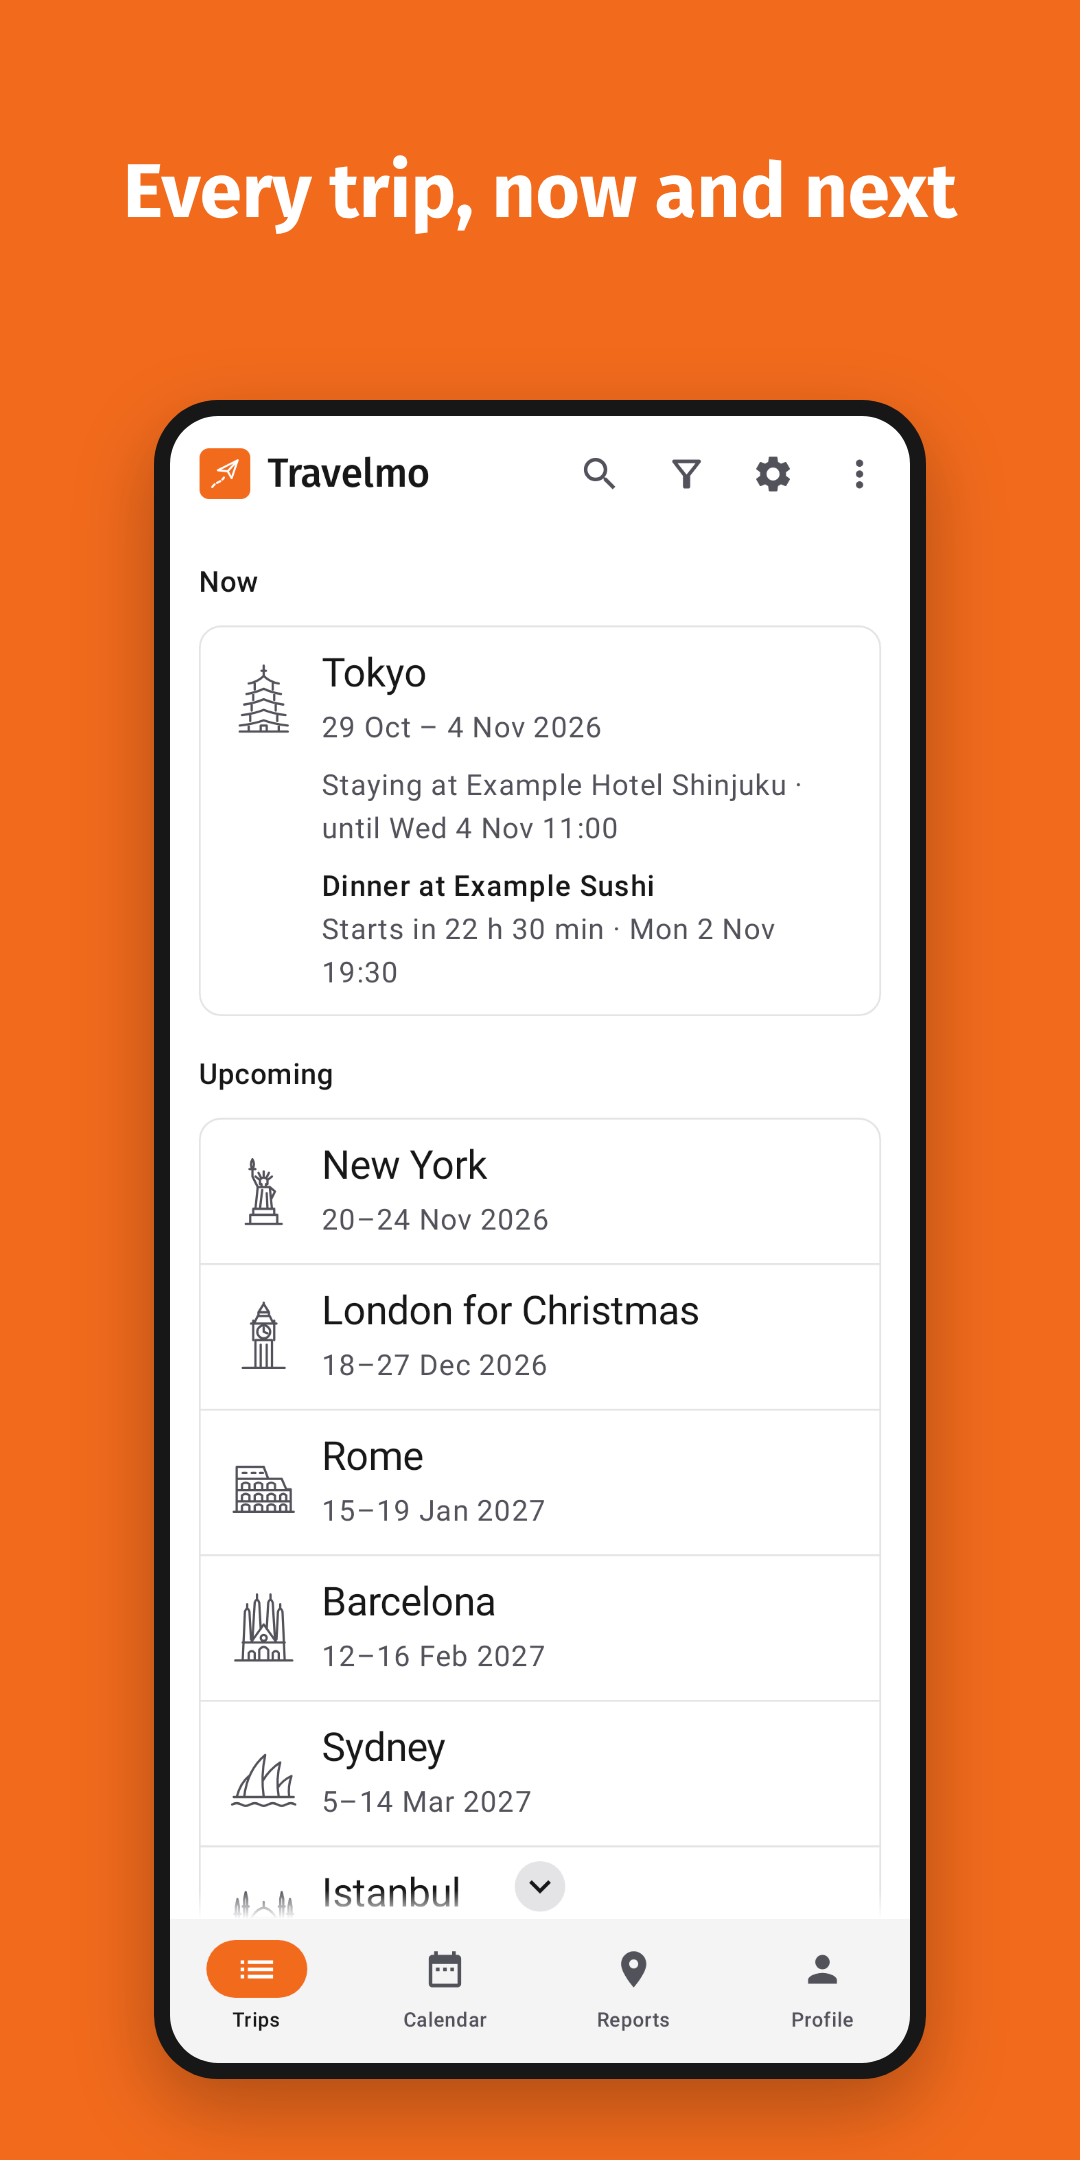 Every trip, now and next
Travelmo
Now
Tokyo
29 Oct – 4 Nov 2026
Staying at Example Hotel Shinjuku ·
until Wed 4 Nov 11:00
Dinner at Example Sushi
Starts in 22 h 30 min · Mon 2 Nov
19:30
Upcoming
New York
20–24 Nov 2026
London for Christmas
18–27 Dec 2026
Rome
15–19 Jan 2027
Barcelona
12–16 Feb 2027
Sydney
5–14 Mar 2027
Istanbul
Trips
Calendar
Reports
Profile